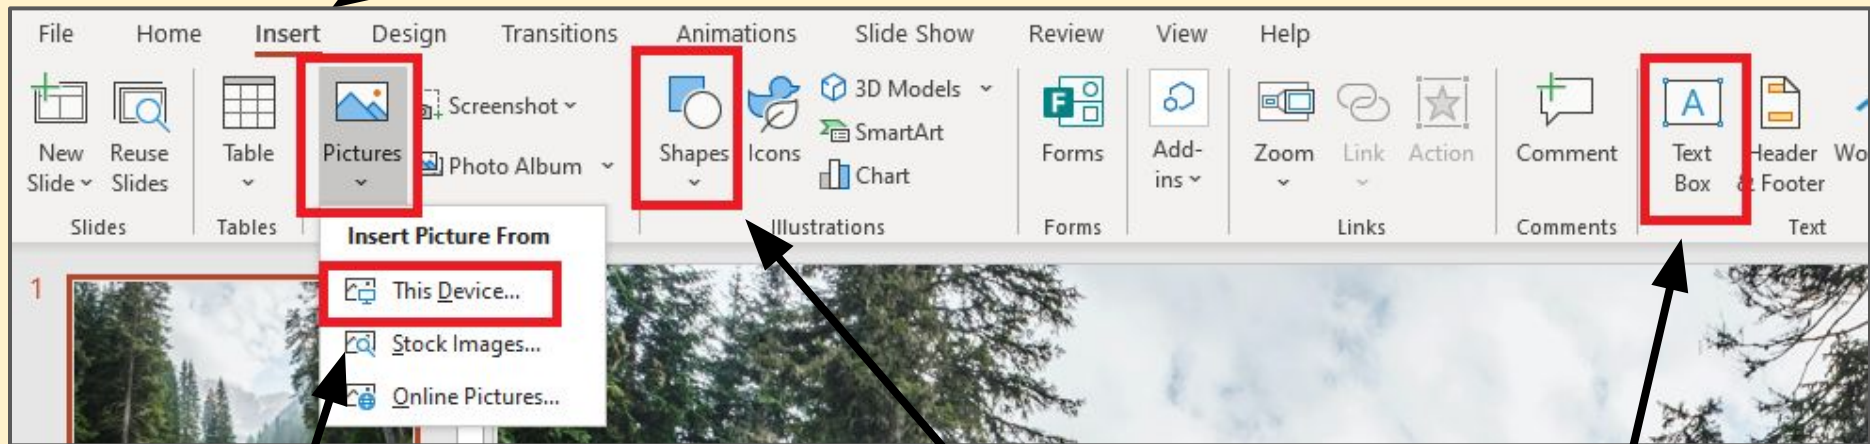 File Home Insert Design Transitions Animations Slide Show Review View Help
New Slide
Reuse Slides
Slides
Table
Tables
Pictures
Screenshot
Photo Album
Shapes
Icons
3D Models
SmartArt
Chart
Illustrations
Forms
Forms
Add-
ins
Zoom
Link
Action
Links
Comment
Comments
Text
Box
Header
& Footer
Wo
Text
Insert Picture From
This Device...
Stock Images...
Online Pictures...
1